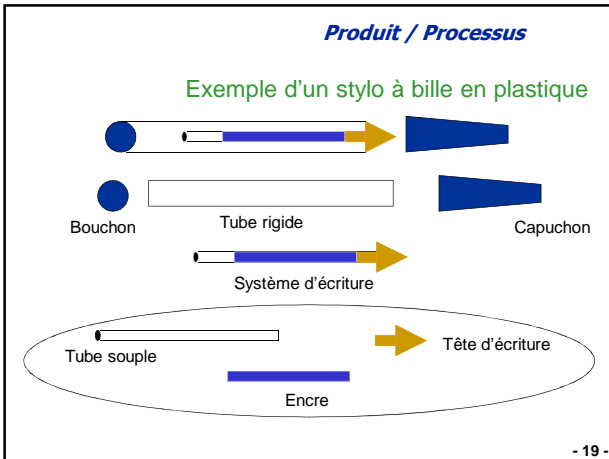 Produit / Processus
Exemple d'un stylo à bille en plastique
Bouchon
Tube rigide
Capuchon
Système d'écriture
Tube souple
Tête d'écriture
Encre
- 19 -